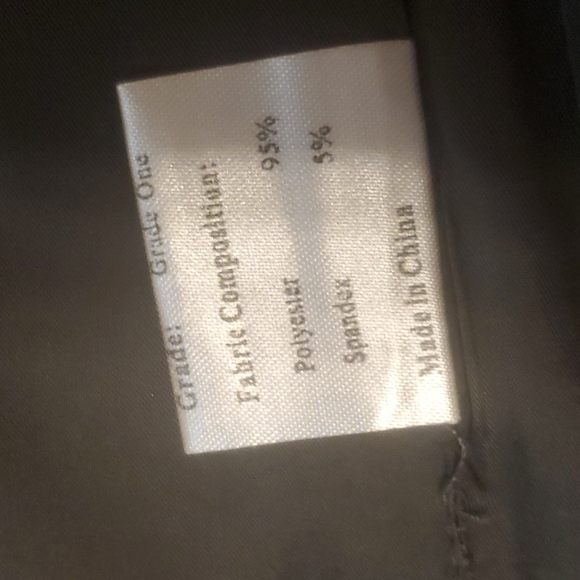 Grade: Grade One
Fabric Composition:
Polyester 95%
Spandex 5%
Made in China